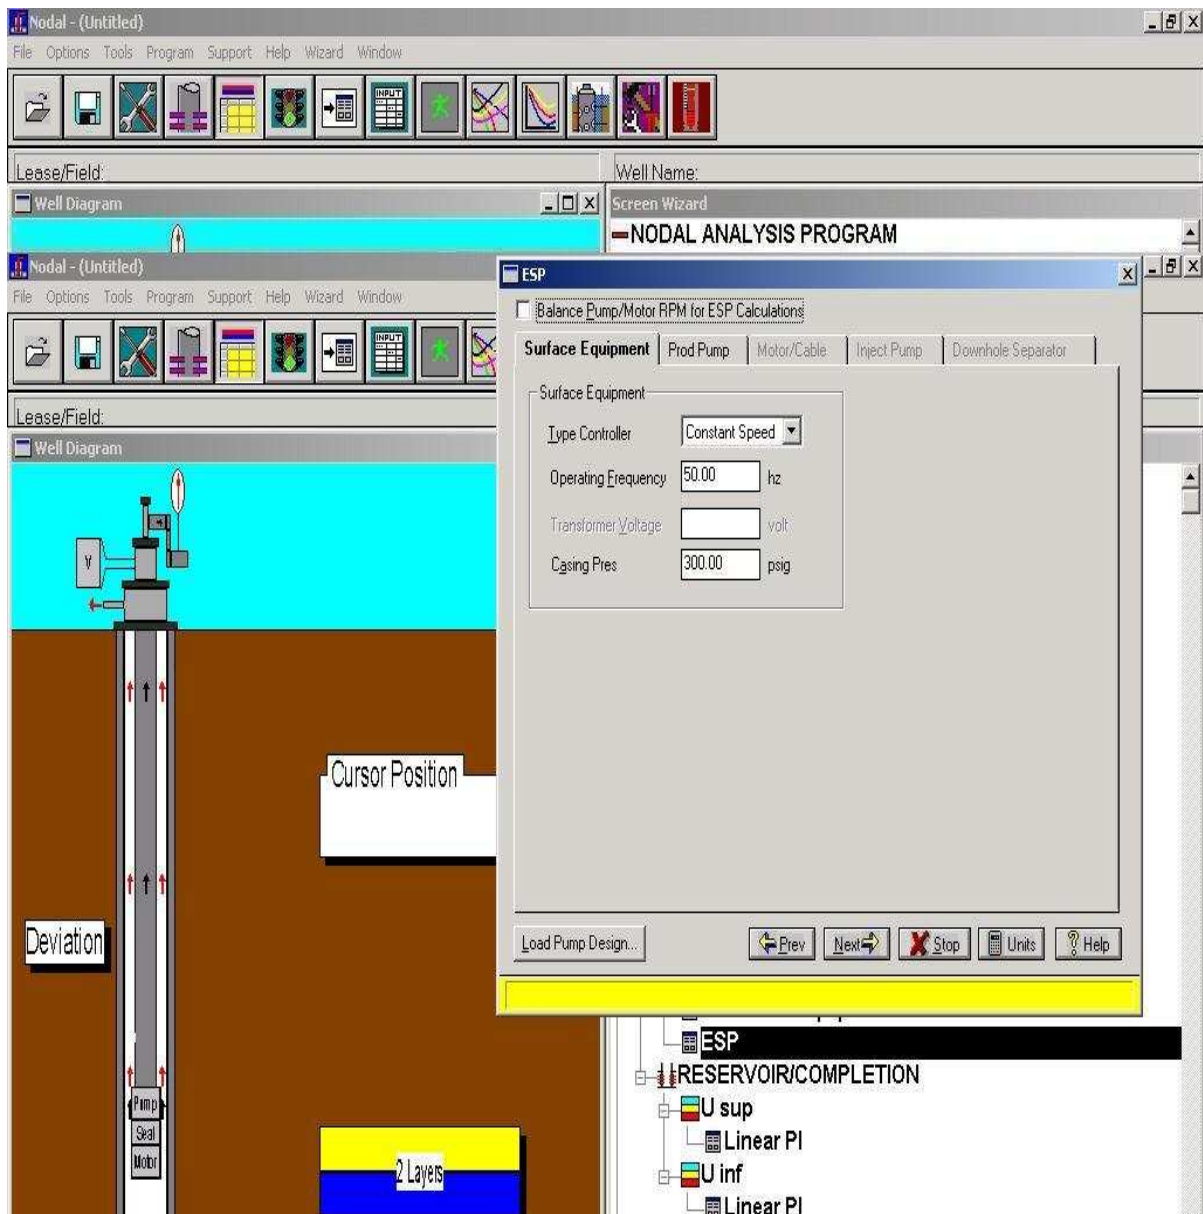 Nodal - (Untitled)
File Options Tools Program Support Help Wizard Window
INPUT
Lease/Field:
Well Name:
Well Diagram
Screen Wizard
NODAL ANALYSIS PROGRAM
Nodal - (Untitled)
File Options Tools Program Support Help Wizard Window
INPUT
Lease/Field:
Well Diagram
V
Cursor Position
Deviation
Pump
Seal
Motor
2 Layers
ESP
Balance Pump/Motor RPM for ESP Calculations
Surface Equipment Prod Pump Motor/Cable Inject Pump Downhole Separator
Surface Equipment
Type Controller Constant Speed
Operating Frequency 50.00 hz
Transformer Voltage volt
Casing Pres 300.00 psig
Load Pump Design... Prev Next Stop Units Help
ESP
RESERVOIR/COMPLETION
U sup
Linear PI
U inf
Linear PI